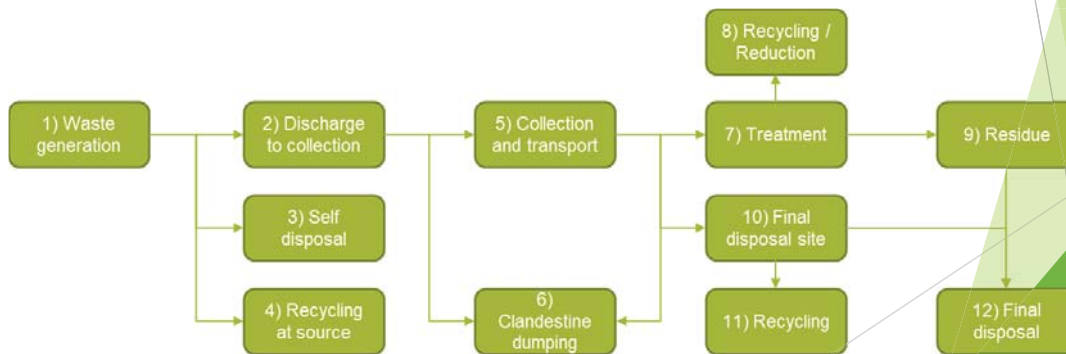 8) Recycling /
Reduction
1) Waste
generation
2) Discharge
to collection
5) Collection
and transport
7) Treatment
9) Residue
3) Self
disposal
10) Final
disposal site
4) Recycling
at source
6)
Clandestine
dumping
11) Recycling
12) Final
disposal